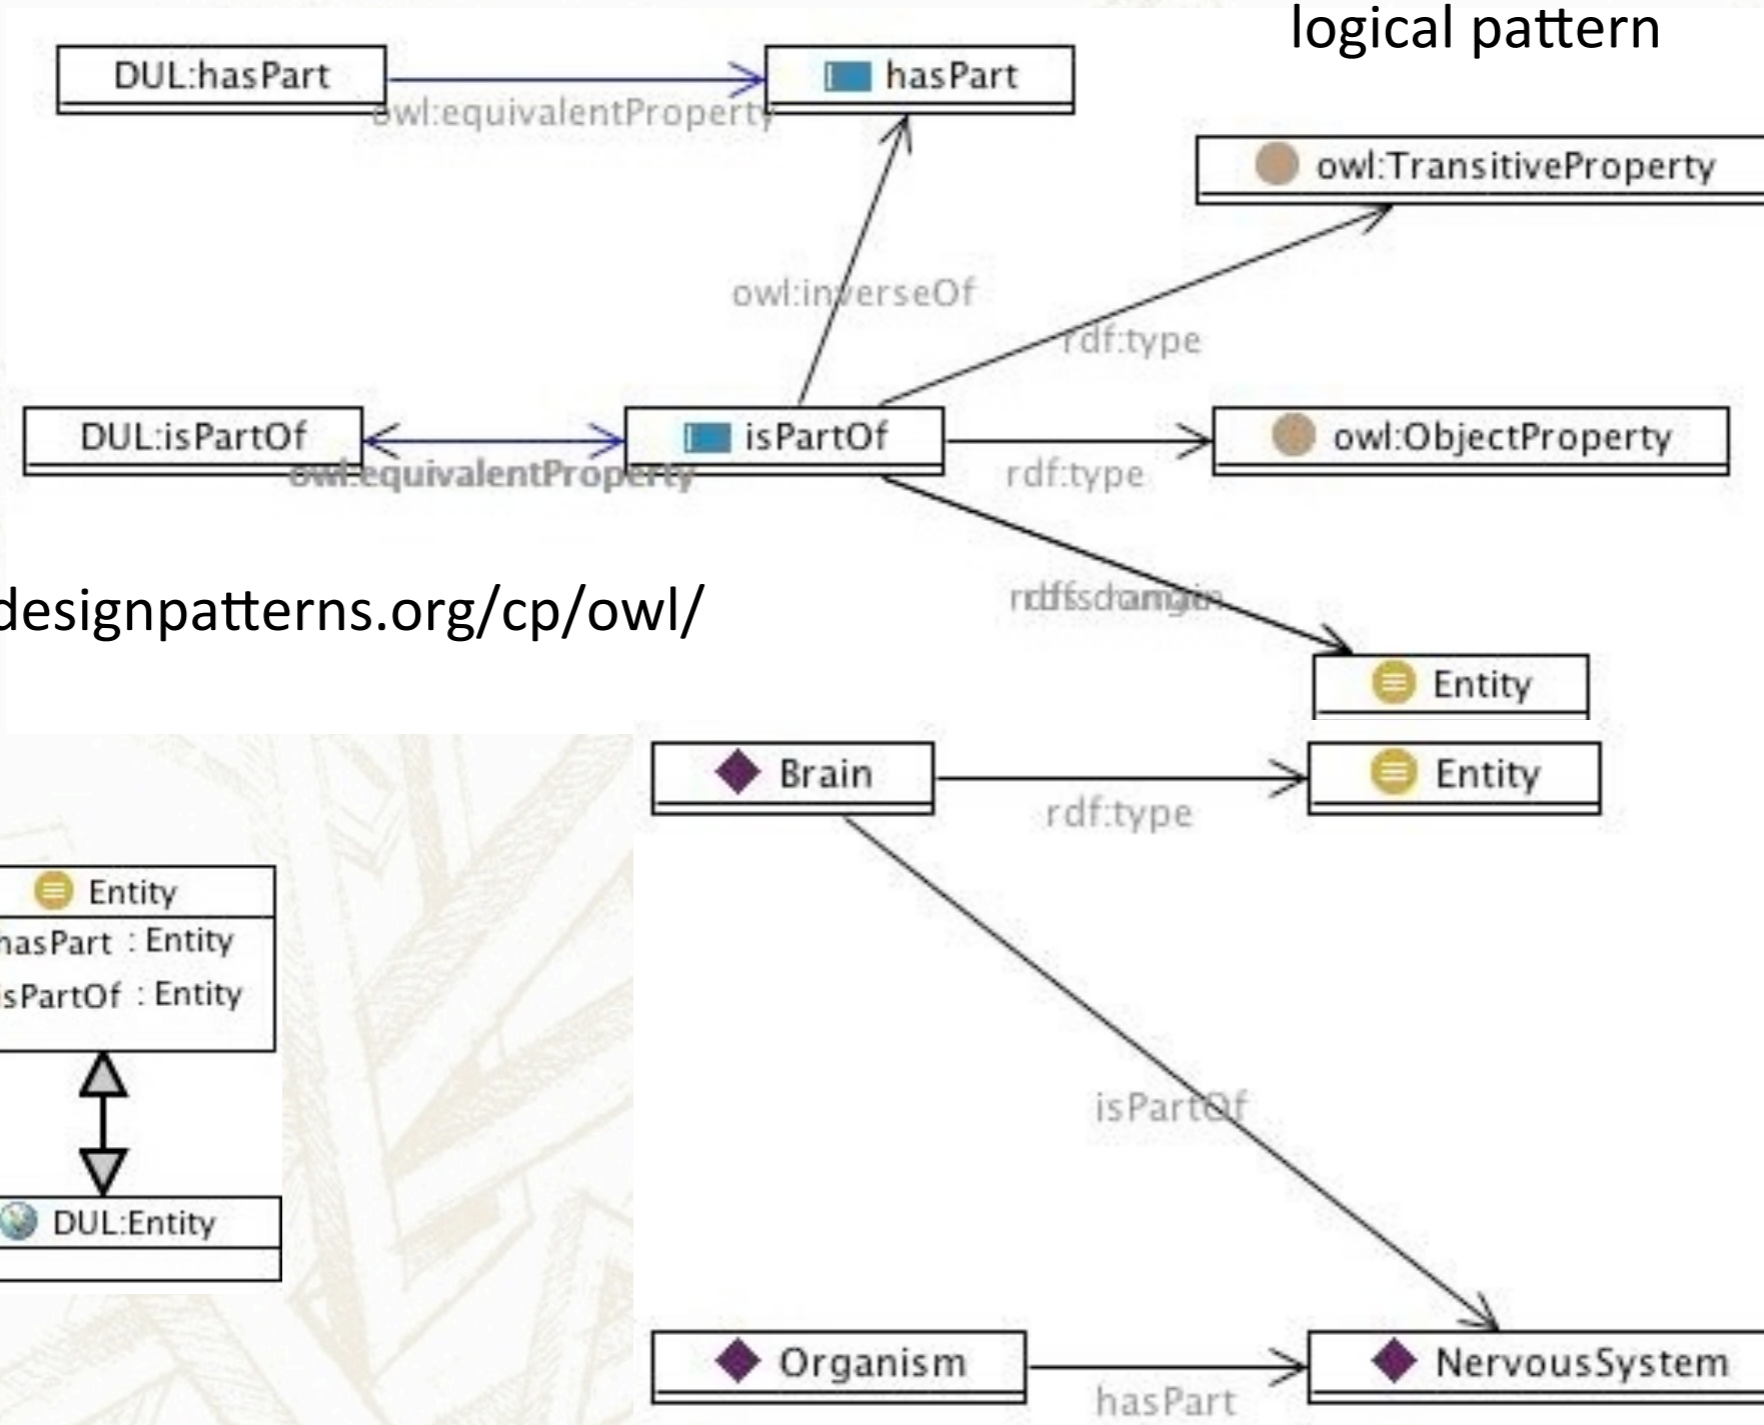 logical pattern
DUL:hasPart
hasPart
owl:equivalentProperty
owl:TransitiveProperty
owl:inverseOf
rdf:type
DUL:isPartOf
isPartOf
owl:ObjectProperty
owl:equivalentProperty
rdf:type
designpatterns.org/cp/owl/
Entity
Brain
Entity
rdf:type
Entity
hasPart : Entity
isPartOf : Entity
isPartOf
DUL:Entity
Organism
NervousSystem
hasPart